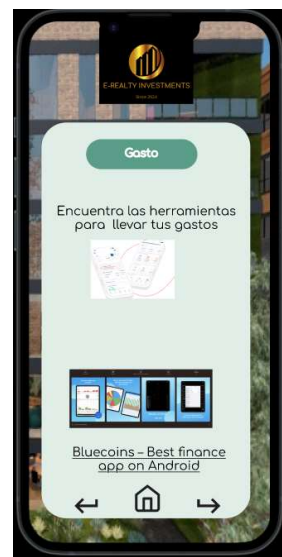 E-REALTY INVESTMENTS
Gasto
Encuentra las herramientas
para llevar tus gastos
Bluecoins – Best finance
app on Android